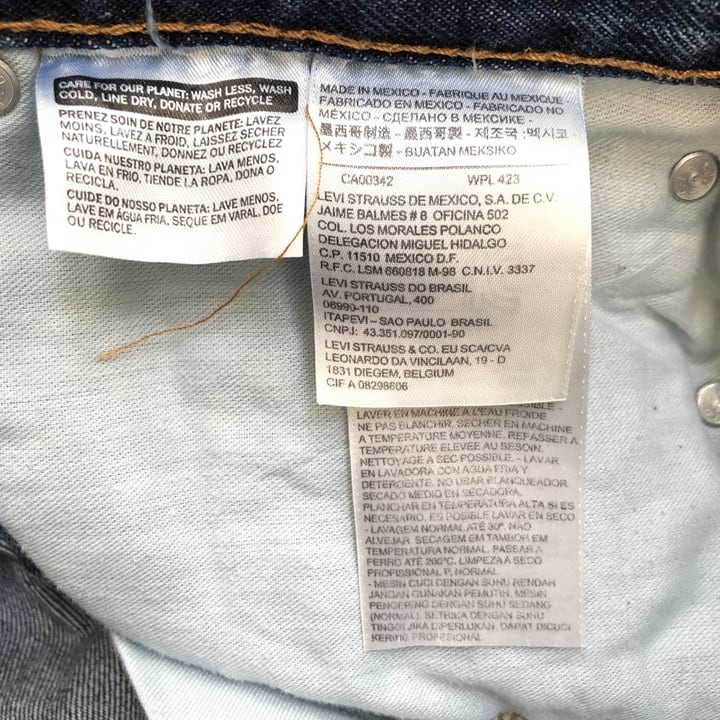 CARE FOR OUR PLANET: WASH LESS, WASH
COLD, LINE DRY, DONATE OR RECYCLE
PRENEZ SOIN DE NOTRE PLANETE: LAVEZ
MOINS, LAVEZ À FROID, LAISSEZ SÉCHER
NATURELLEMENT, DONNEZ OU RECYCLEZ
CUIDA NUESTRO PLANETA: LAVA MENOS,
LAVA EN FRIO, TIENDE LA ROPA, DONA O
RECICLA.
CUIDE DO NOSSO PLANETA: LAVE MENOS,
LAVE EM ÁGUA FRIA, SEQUE EM VARAL, DOE
OU RECICLE.
MADE IN MEXICO - FABRIQUE AU MEXIQUE -
FABRICADO EN MEXICO - FABRICADO NO
MÉXICO - СДЕЛАНО В МЕКСИКЕ -
墨西哥制造 - 墨西哥製 - 제조국 :멕시코
メキシコ製 - BUATAN MEKSIKO
CA00342 WPL 423
LEVI STRAUSS DE MEXICO, S.A. DE C.V.
JAIME BALMES # 8 OFICINA 502
COL. LOS MORALES POLANCO
DELEGACION MIGUEL HIDALGO
C.P. 11510 MEXICO D.F.
R.F.C. LSM 660818 M-98 C.N.I.V. 3337
LEVI STRAUSS DO BRASIL
AV. PORTUGAL, 400
06990-110
ITAPEVI – SAO PAULO BRASIL
CNPJ: 43.351.097/0001-90
LEVI STRAUSS & CO. EU SCA/CVA
LEONARDO DA VINCILAAN, 19 - D
1831 DIEGEM, BELGIUM
CIF A 08298606
LAVER EN MACHINE A L'EAU FROIDE
NE PAS BLANCHIR. SECHER EN MACHINE
A TEMPERATURE MOYENNE. REPASSER A
TEMPERATURE ELEVEE AU BESOIN.
NETTOYAGE A SEC POSSIBLE. - LAVAR
EN LAVADORA CON AGUA FRIA Y
DETERGENTE. NO USAR BLANQUEADOR
SECADO MEDIO EN SECADORA.
PLANCHAR EN TEMPERATURA ALTA SI ES
NECESARIO. ES POSIBLE LAVAR EN SECO
- LAVAGEM NORMAL ATÉ 30°. NÃO
ALVEJAR. SECAGEM EM TAMBOR EM
TEMPERATURA NORMAL. PASSAR A
FERRO ATÉ 200°C. LIMPEZA A SECO
PROFISSIONAL P, NORMAL
- MESIN CUCI DENGAN SUHU RENDAH
JANGAN GUNAKAN PEMUTIH. MESIN
PENGERING DENGAN SUHU SEDANG
(NORMAL). SETRIKA DENGAN SUHU
TINGGI JIKA DIPERLUKAN. DAPAT DICUCI
KERING PROFESSIONAL